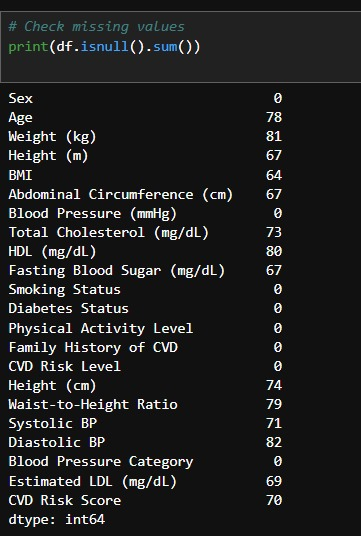 # Check missing values
print(df.isnull().sum())
Sex 0
Age 78
Weight (kg) 81
Height (m) 67
BMI 64
Abdominal Circumference (cm) 67
Blood Pressure (mmHg) 0
Total Cholesterol (mg/dL) 73
HDL (mg/dL) 80
Fasting Blood Sugar (mg/dL) 67
Smoking Status 0
Diabetes Status 0
Physical Activity Level 0
Family History of CVD 0
CVD Risk Level 0
Height (cm) 74
Waist-to-Height Ratio 79
Systolic BP 71
Diastolic BP 82
Blood Pressure Category 0
Estimated LDL (mg/dL) 69
CVD Risk Score 70
dtype: int64